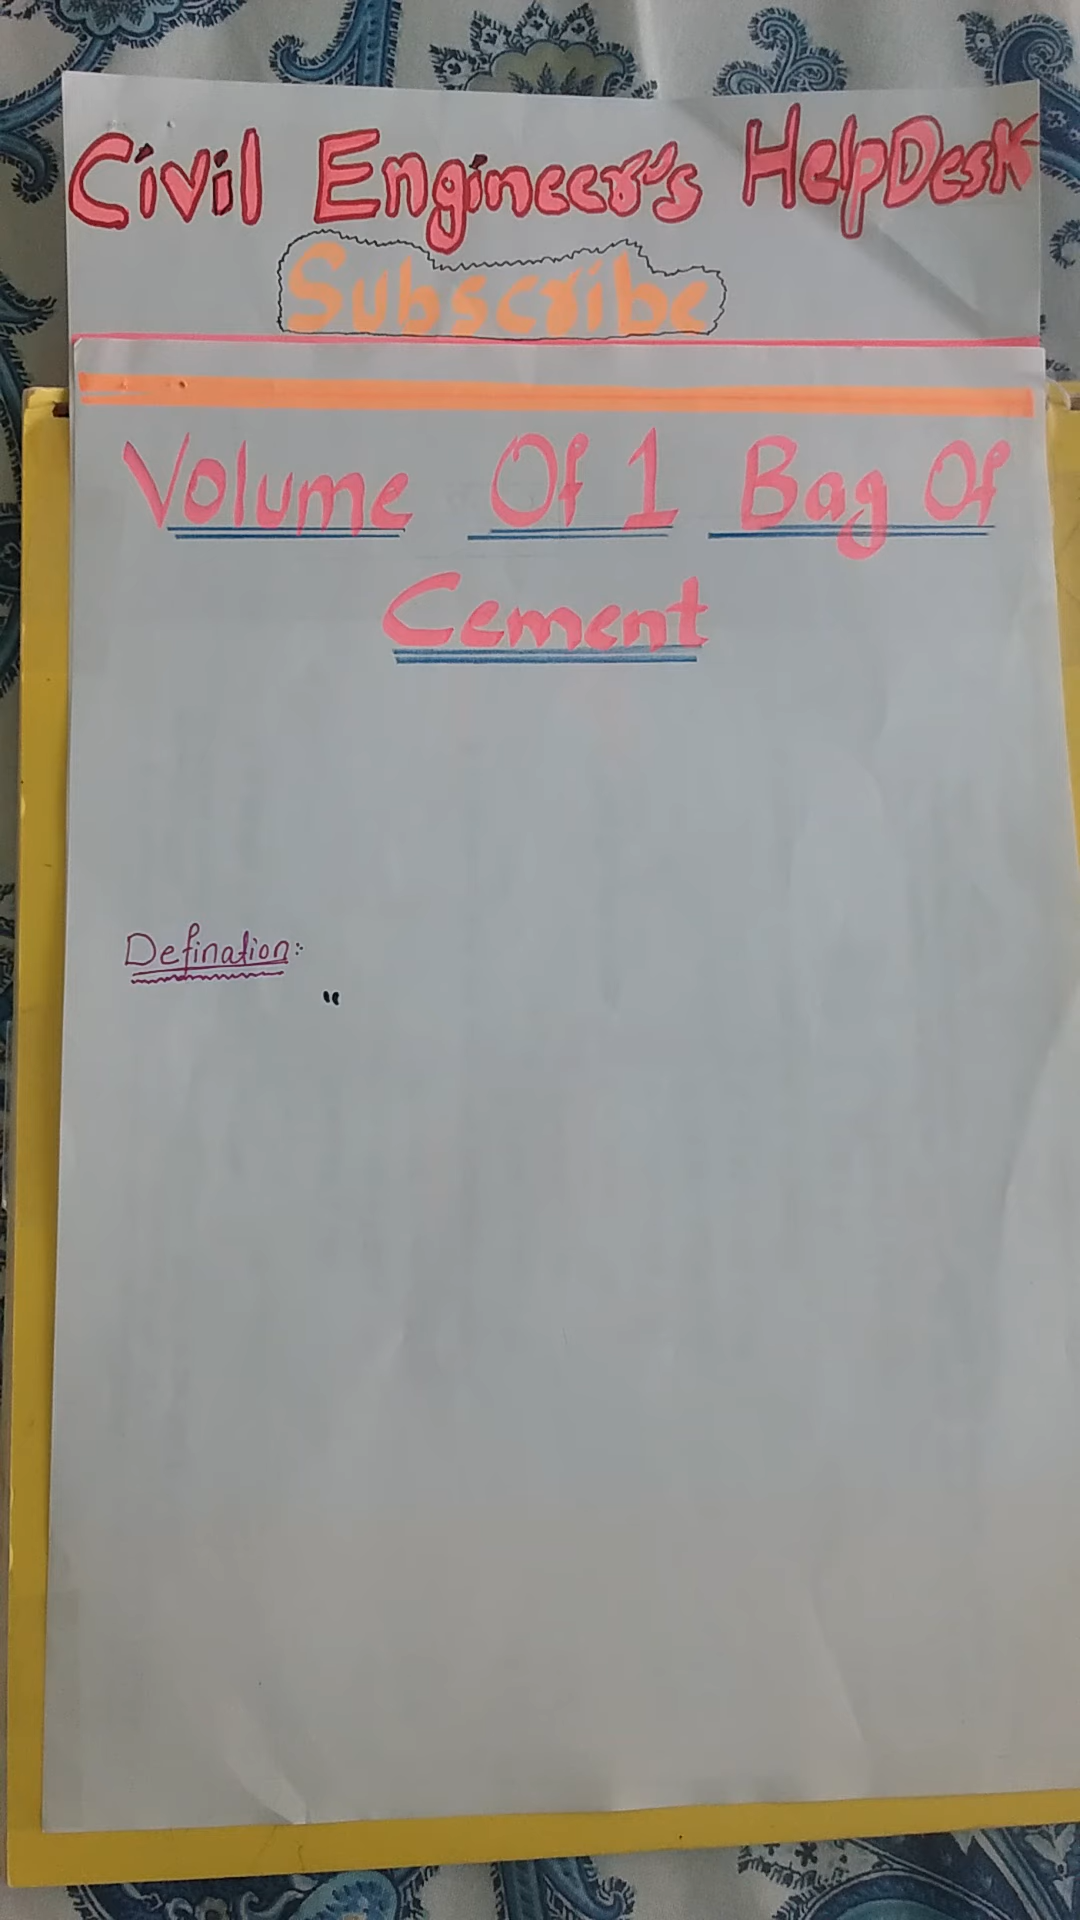 Civil Engineer's HelpDesk
Subscribe
Volume Of 1 Bag Of
Cement
Defination:
"